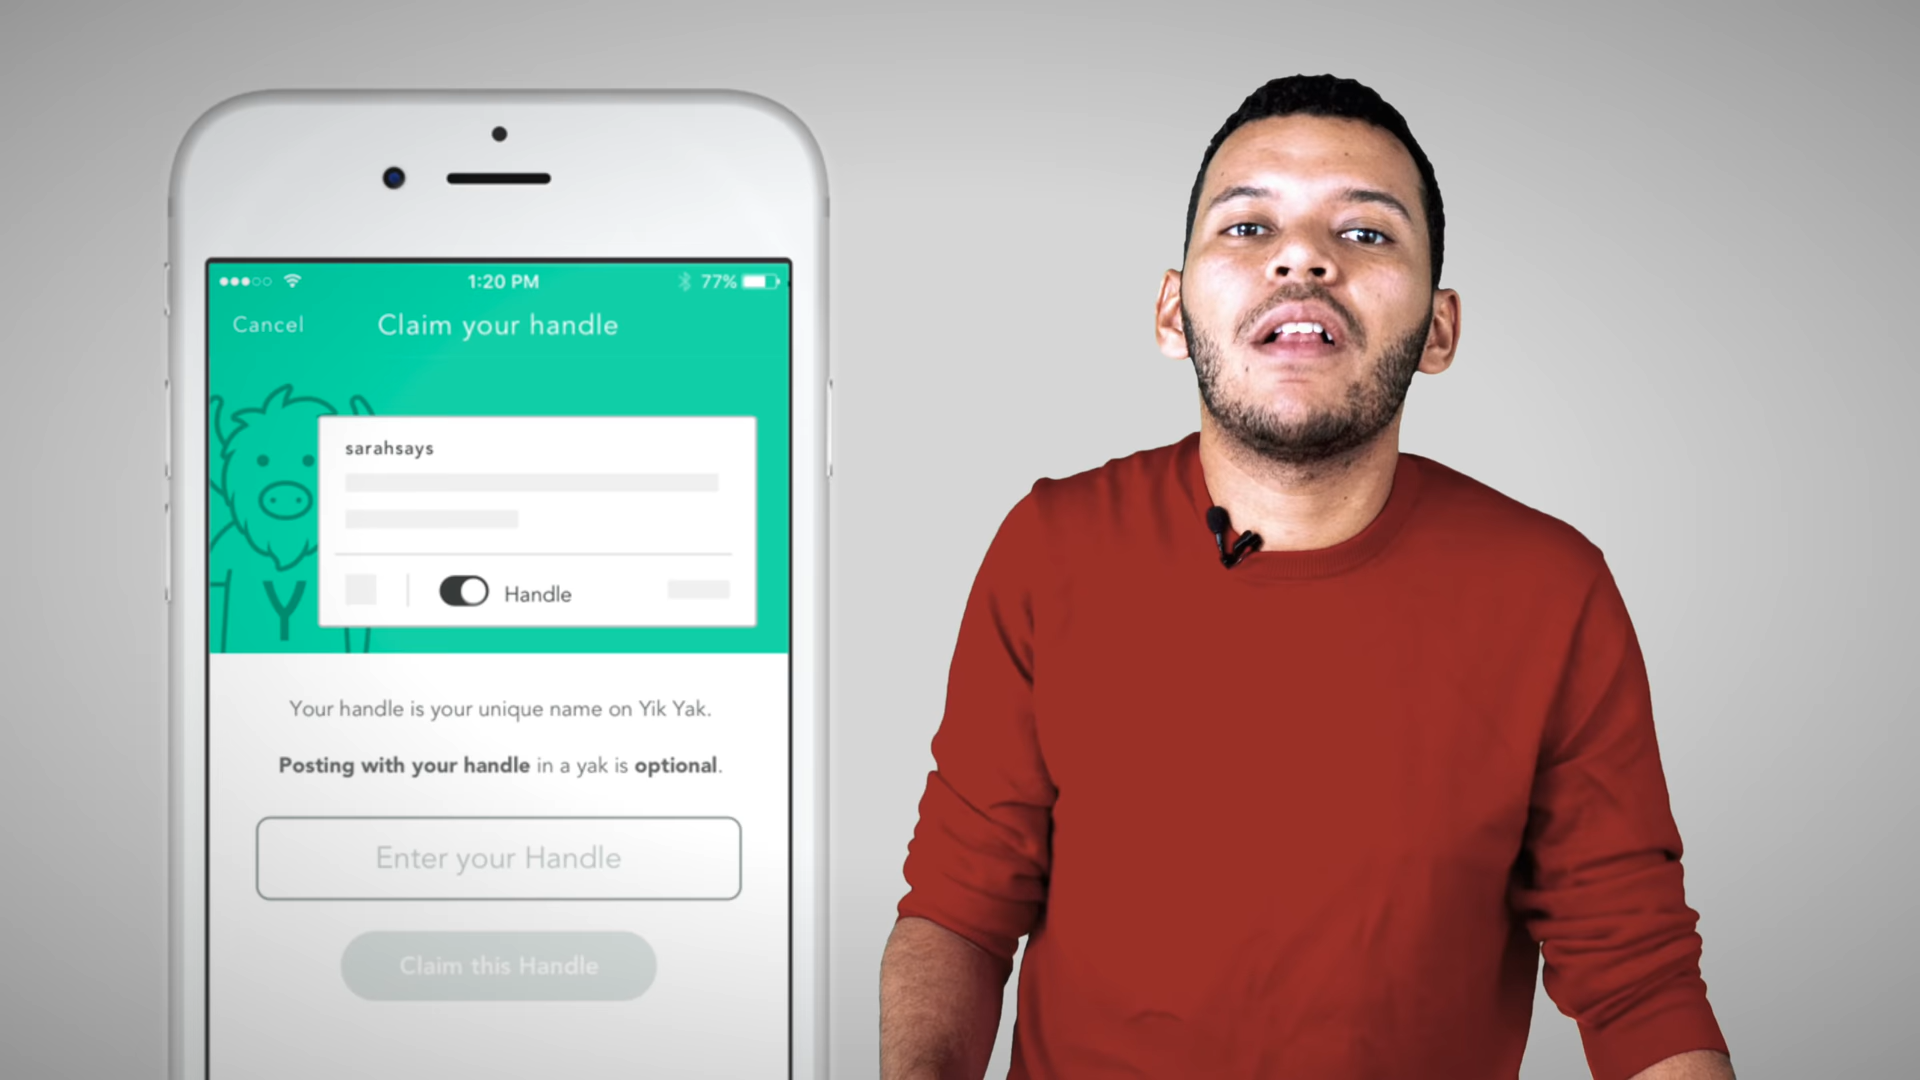 1:20 PM
77%
Cancel
Claim your handle
sarahsays
Handle
Y
Your handle is your unique name on Yik Yak.
Posting with your handle in a yak is optional.
Enter your Handle
Claim this Handle